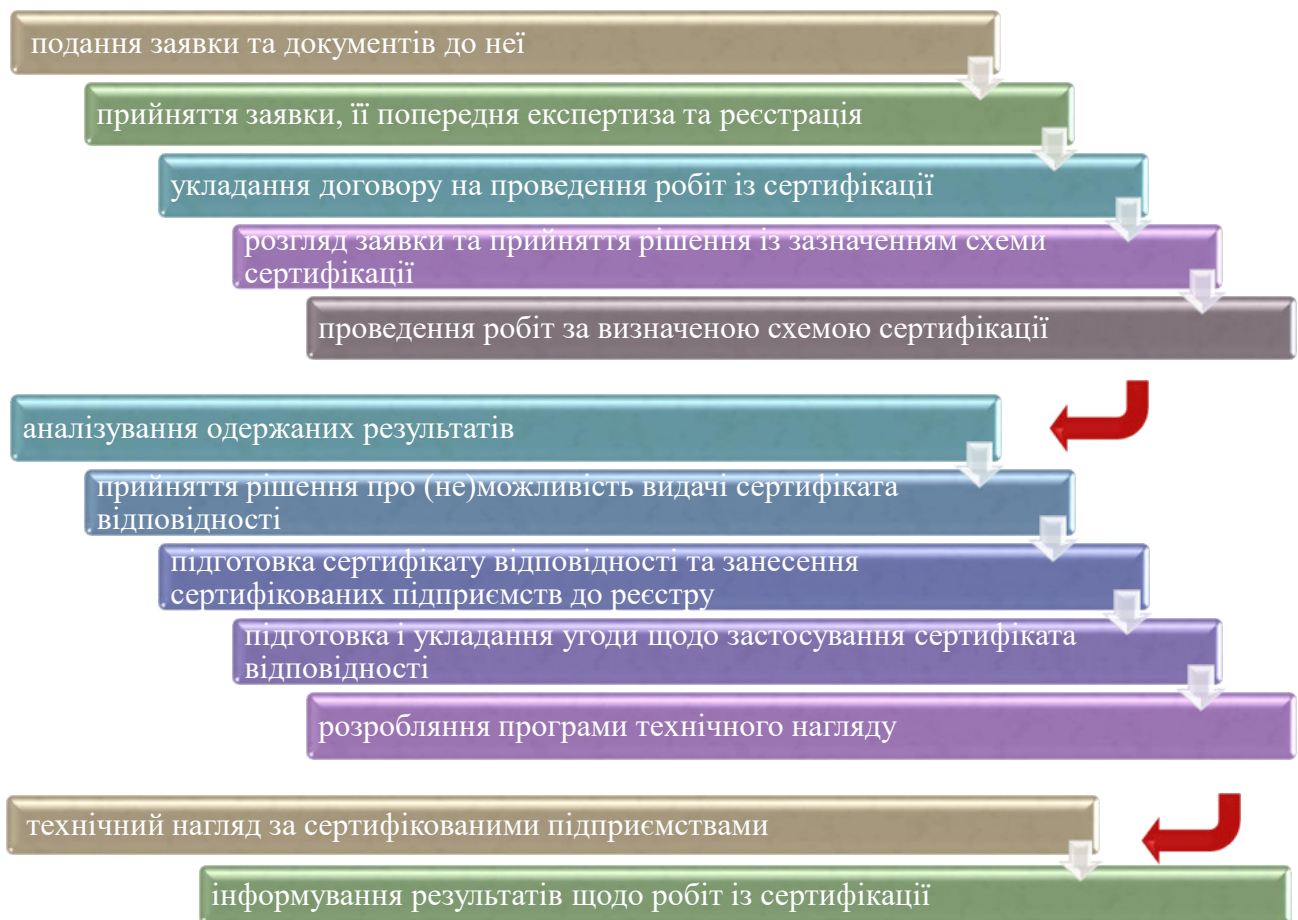 подання заявки та документів до неї
прийняття заявки, її попередня експертиза та реєстрація
укладання договору на проведення робіт із сертифікації
розгляд заявки та прийняття рішення із зазначенням схеми
сертифікації
проведення робіт за визначеною схемою сертифікації
аналізування одержаних результатів
прийняття рішення про (не)можливість видачі сертифіката
відповідності
підготовка сертифікату відповідності та занесення
сертифікованих підприємств до реєстру
підготовка і укладання угоди щодо застосування сертифіката
відповідності
розробляння програми технічного нагляду
технічний нагляд за сертифікованими підприємствами
інформування результатів щодо робіт із сертифікації